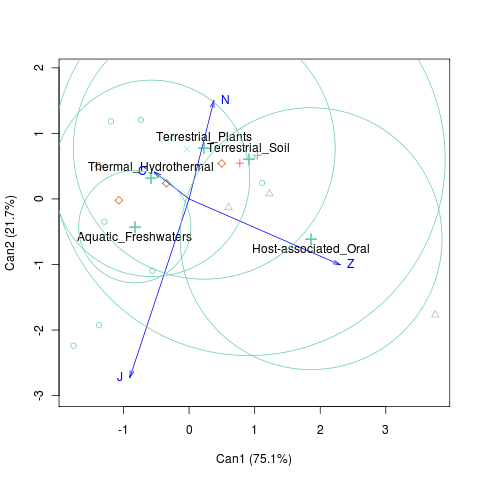 2
1
0
-1
-2
-3
Can2 (21.7%)
N
Terrestrial_Plants
Terrestrial_Soil
Thermal_Hydrothermal
Aquatic_Freshwaters
Host-associated_Oral
Z
J
-1
0
1
2
3
Can1 (75.1%)